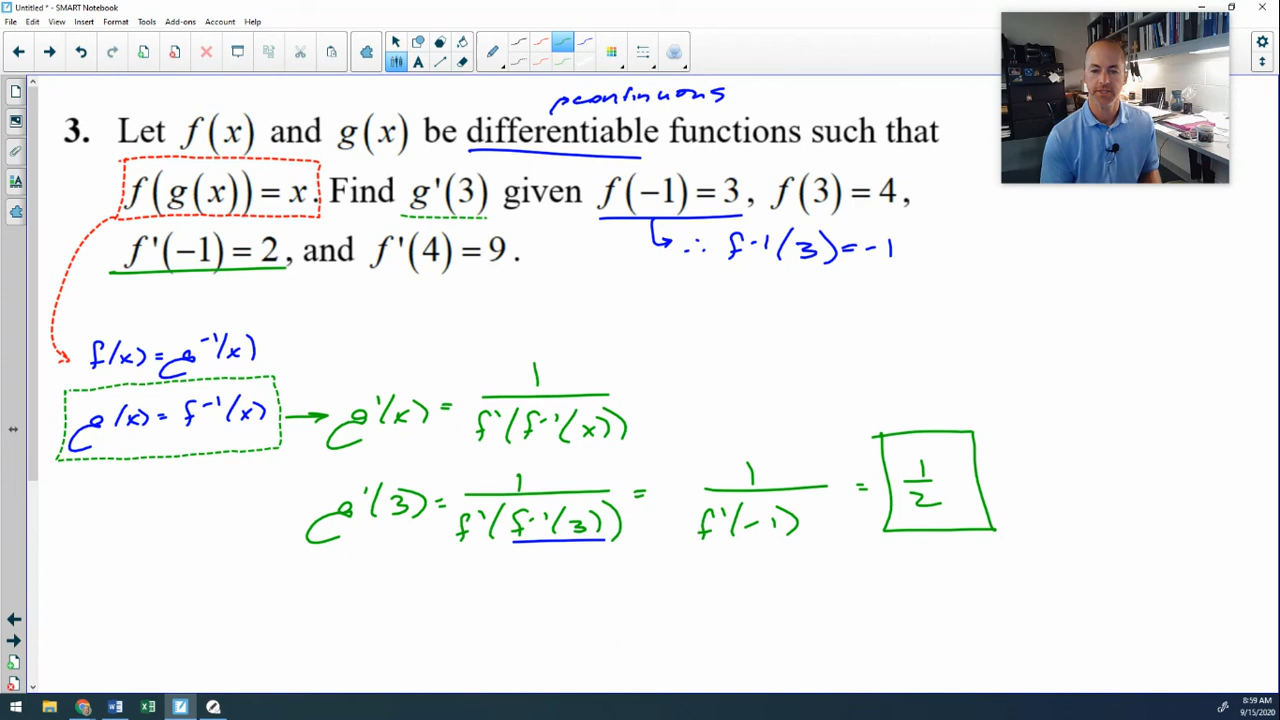 Untitled * - SMART Notebook
File Edit View Insert Format Tools Add-ons Account Help
continuous
3. Let f(x) and g(x) be differentiable functions such that
f(g(x)) = x. Find g'(3) given f(−1) = 3, f(3) = 4,
∴ f⁻¹(3) = −1
f'(−1) = 2, and f'(4) = 9.
f(x) = g⁻¹(x)
g(x) = f⁻¹(x) → g'(x) = 1/f'(f⁻¹(x))
g'(3) = 1/f'(f⁻¹(3)) = 1/f'(−1) = 1/2
8:59 AM
9/15/2020